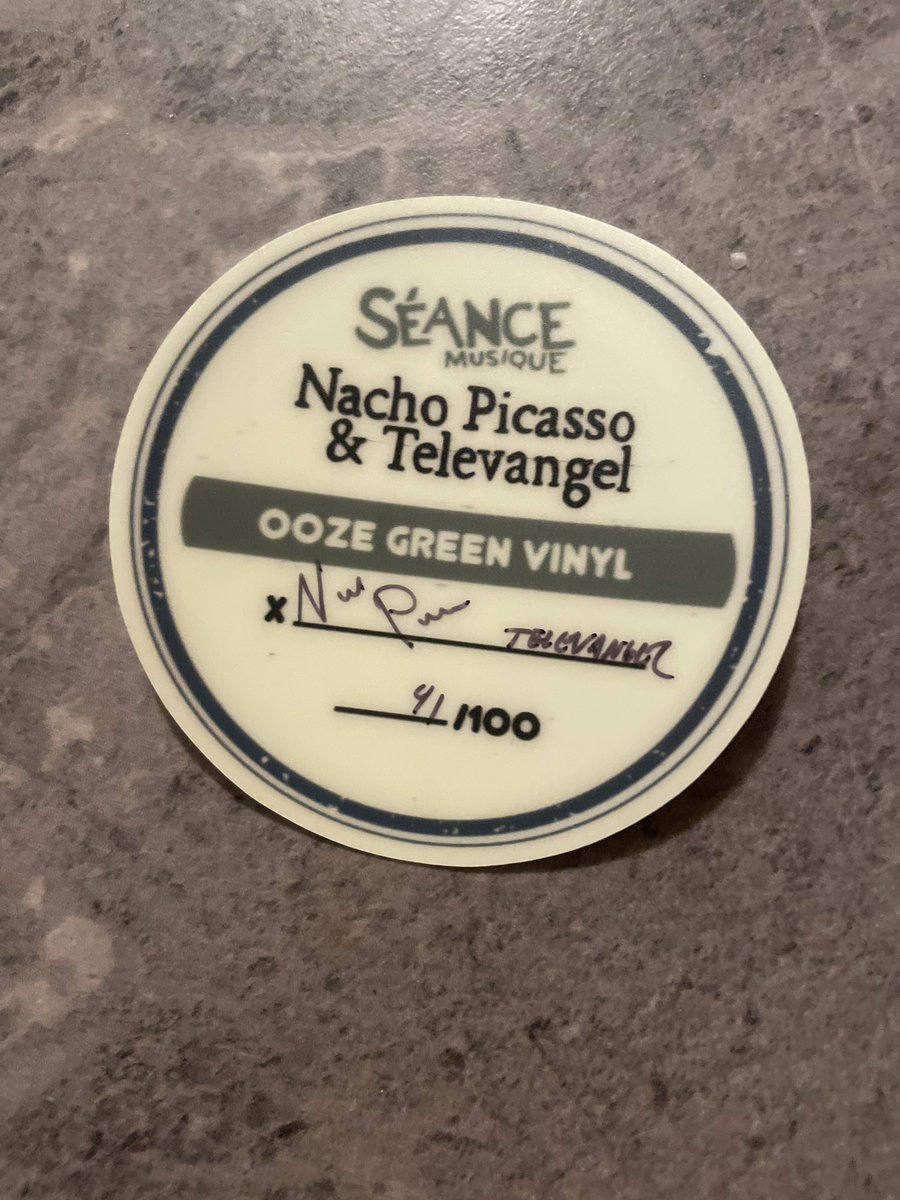 SÉANCE
MUSIQUE
Nacho Picasso
& Televangel
OOZE GREEN VINYL
x TELEVANGEL
41/100